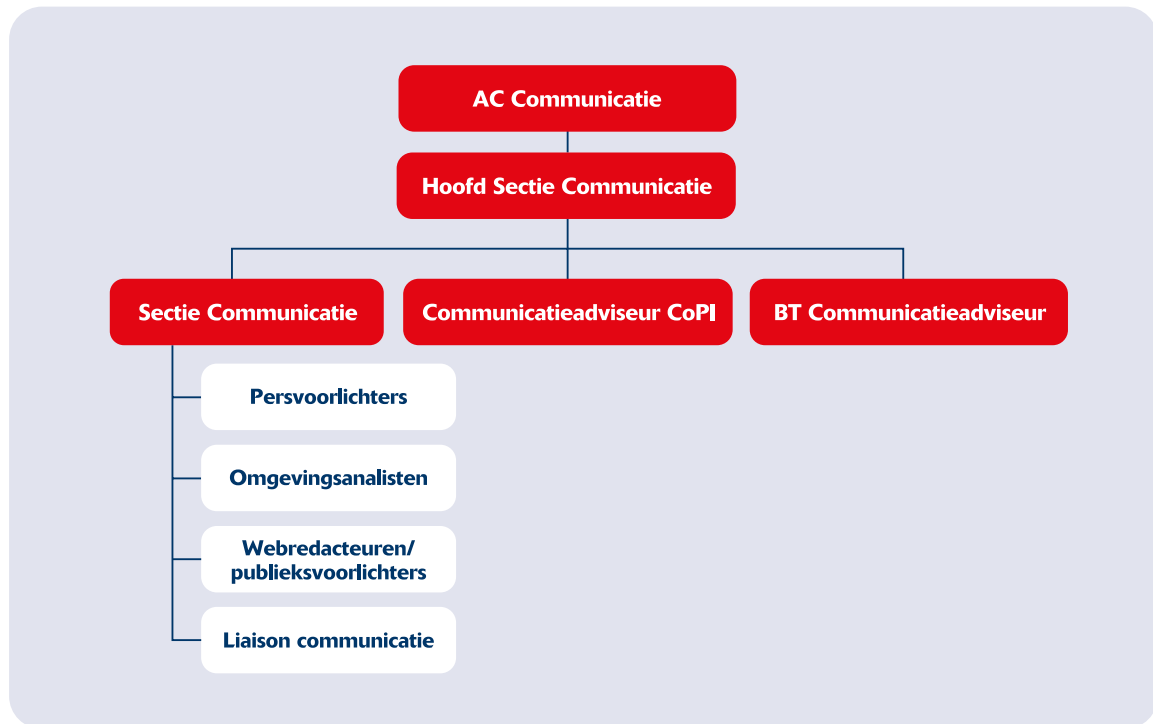 AC Communicatie
Hoofd Sectie Communicatie
Sectie Communicatie
Communicatieadviseur CoPI
BT Communicatieadviseur
Persvoorlichters
Omgevingsanalisten
Webredacteuren/
publieksvoorlichters
Liaison communicatie